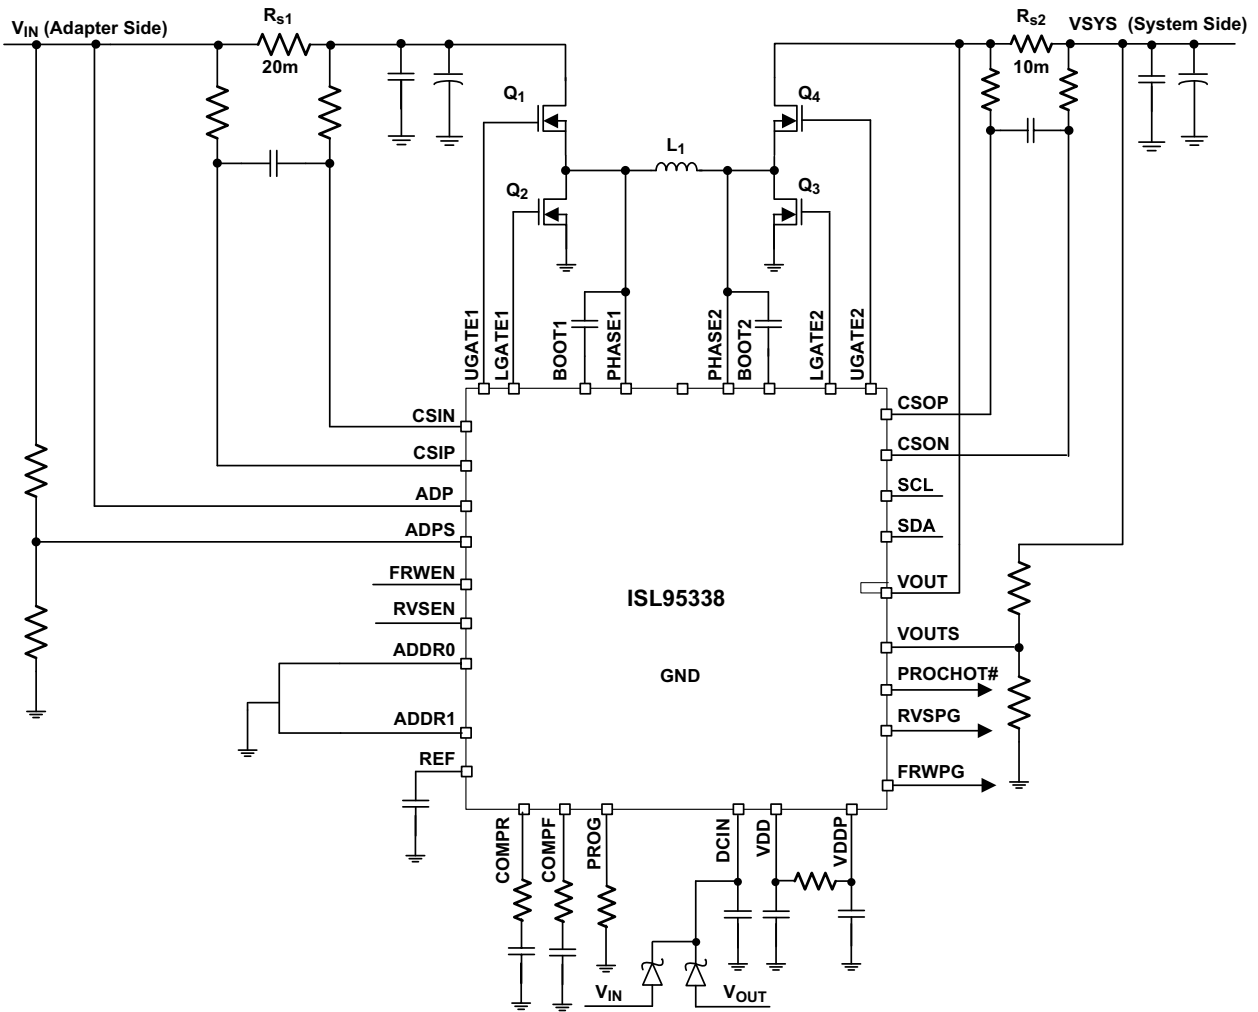 VIN (Adapter Side)
Rs1
20m
Rs2
10m
VSYS (System Side)
Q1
Q4
L1
Q2
Q3
UGATE1
LGATE1
BOOT1
PHASE1
PHASE2
BOOT2
LGATE2
UGATE2
CSIN
CSIP
ADP
ADPS
FRWEN
RVSEN
ADDR0
ADDR1
REF
CSOP
CSON
SCL
SDA
VOUT
VOUTS
PROCHOT#
RVSPG
FRWPG
ISL95338
GND
COMPR
COMPF
PROG
DCIN
VDD
VDDP
VIN
VOUT